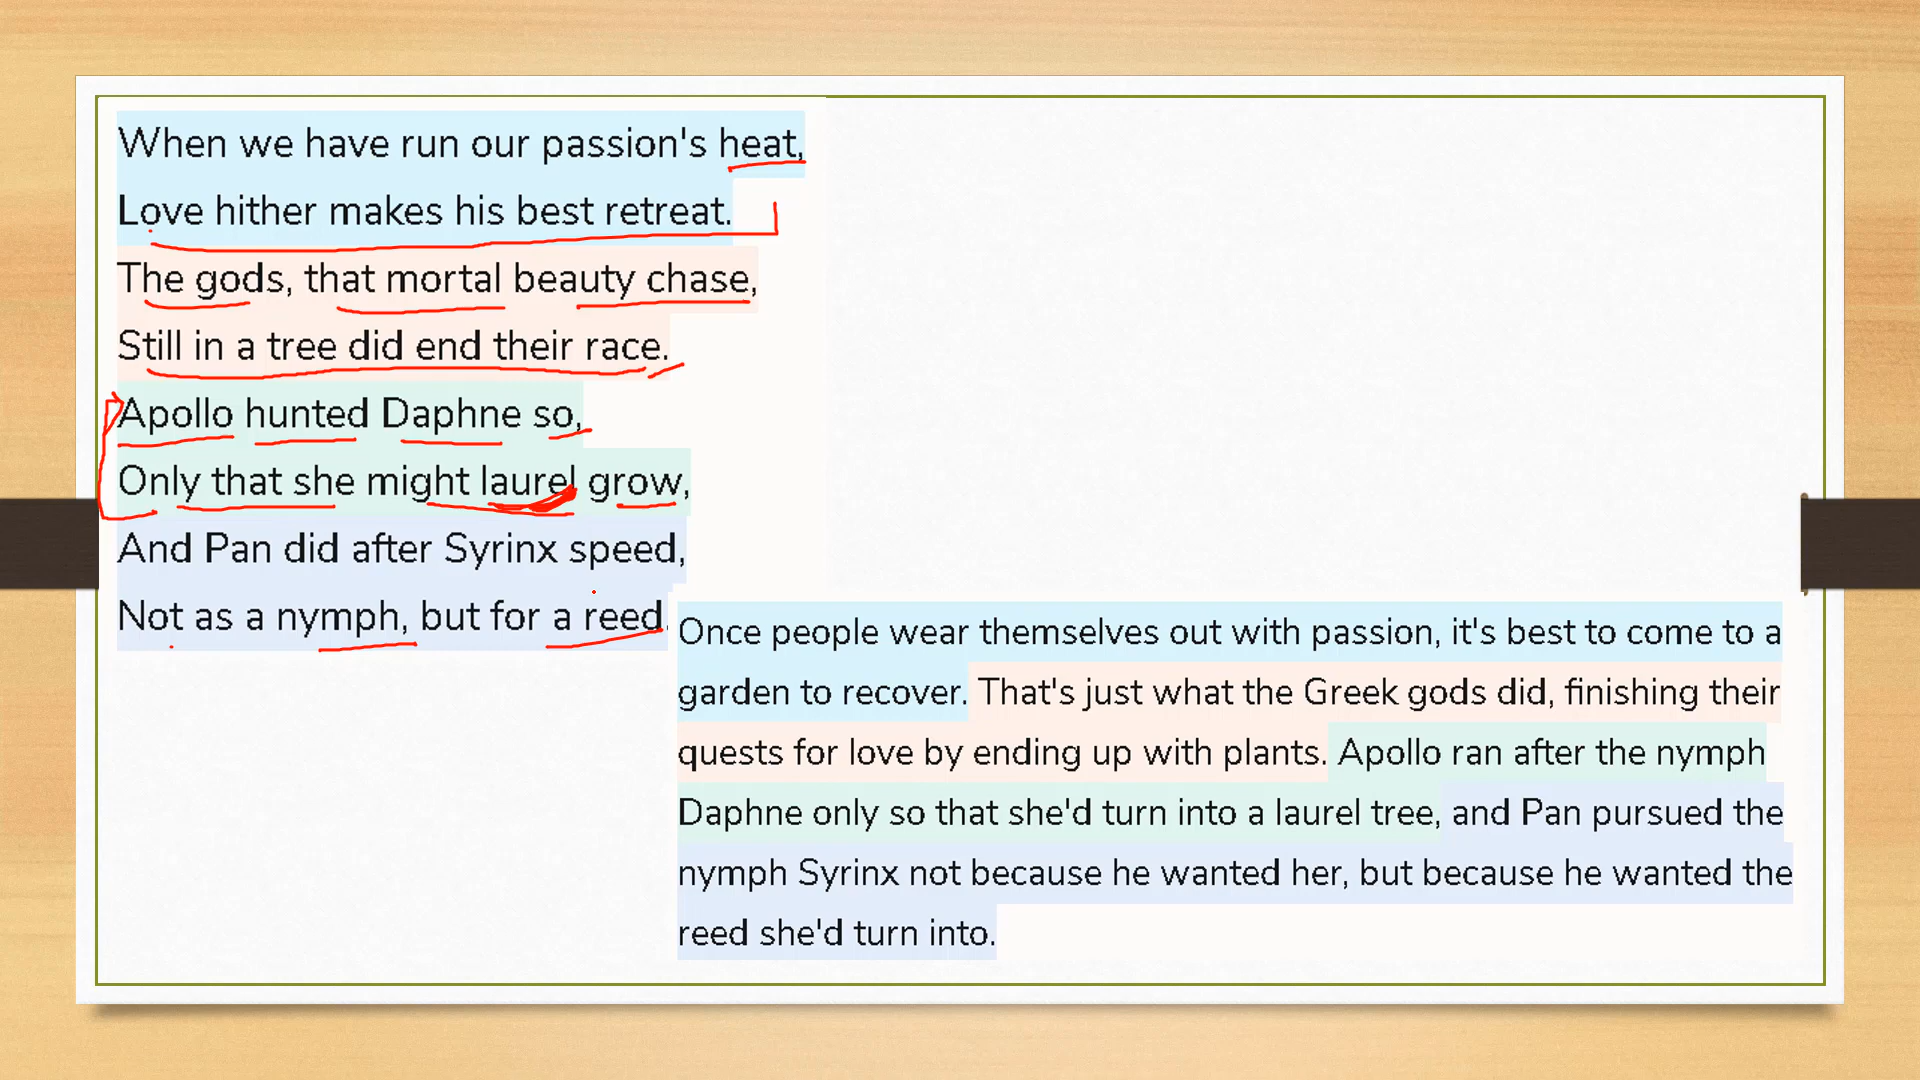 When we have run our passion's heat,
Love hither makes his best retreat.
The gods, that mortal beauty chase,
Still in a tree did end their race.
Apollo hunted Daphne so,
Only that she might laurel grow,
And Pan did after Syrinx speed,
Not as a nymph, but for a reed.
Once people wear themselves out with passion, it's best to come to a
garden to recover. That's just what the Greek gods did, finishing their
quests for love by ending up with plants. Apollo ran after the nymph
Daphne only so that she'd turn into a laurel tree, and Pan pursued the
nymph Syrinx not because he wanted her, but because he wanted the
reed she'd turn into.